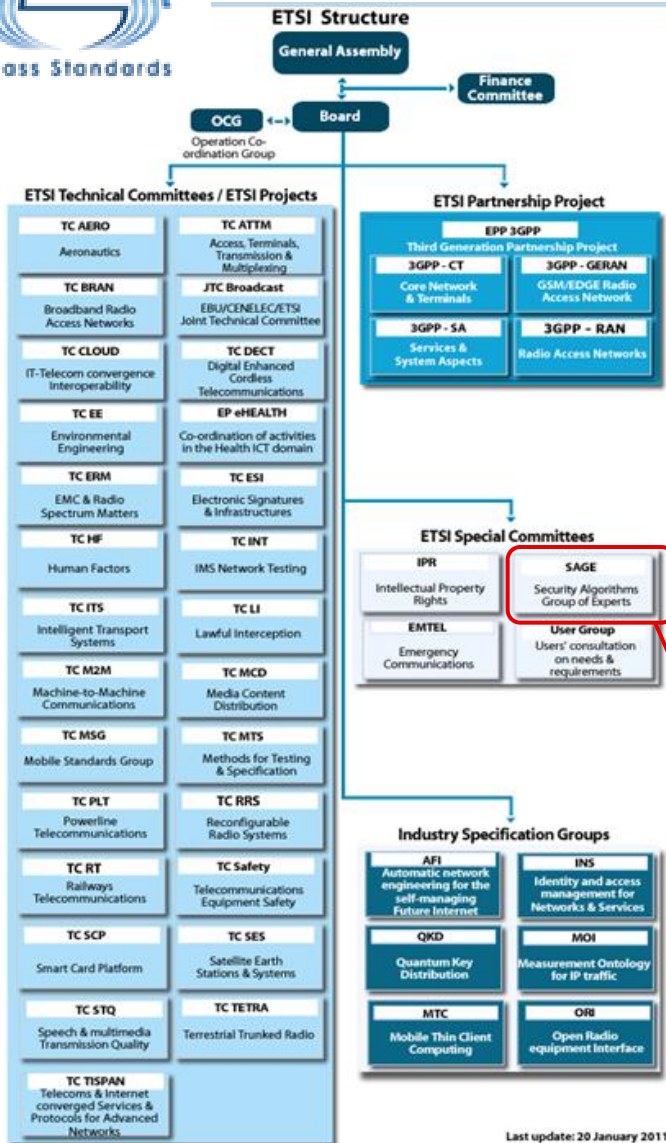 ass Standards
ETSI Structure
General Assembly
Finance
Committee
OCG
Board
Operation Co-
ordination Group
ETSI Technical Committees / ETSI Projects
TC AERO
Aeronautics
TC ATTM
Access, Terminals,
Transmission &
Multiplexing
TC BRAN
Broadband Radio
Access Networks
JTC Broadcast
EBU/CENELEC/ETSI
Joint Technical Committee
TC CLOUD
IT-Telecom convergence
Interoperability
TC DECT
Digital Enhanced
Cordless
Telecommunications
TC EE
Environmental
Engineering
EP eHEALTH
Co-ordination of activities
in the Health ICT domain
TC ERM
EMC & Radio
Spectrum Matters
TC ESI
Electronic Signatures
& Infrastructures
TC HF
Human Factors
TC INT
IMS Network Testing
TC ITS
Intelligent Transport
Systems
TC LI
Lawful Interception
TC M2M
Machine-to-Machine
Communications
TC MCD
Media Content
Distribution
TC MSG
Mobile Standards Group
TC MTS
Methods for Testing
& Specification
TC PLT
Powerline
Telecommunications
TC RRS
Reconfigurable
Radio Systems
TC RT
Railways
Telecommunications
TC Safety
Telecommunications
Equipment Safety
TC SCP
Smart Card Platform
TC SES
Satellite Earth
Stations & Systems
TC STQ
Speech & multimedia
Transmission Quality
TC TETRA
Terrestrial Trunked Radio
TC TISPAN
Telecoms & Internet
converged Services &
Protocols for Advanced
Networks
ETSI Partnership Project
EPP 3GPP
Third Generation Partnership Project
3GPP - CT
Core Network
& Terminals
3GPP - GERAN
GSM/EDGE Radio
Access Network
3GPP - SA
Services &
System Aspects
3GPP - RAN
Radio Access Networks
ETSI Special Committees
IPR
Intellectual Property
Rights
SAGE
Security Algorithms
Group of Experts
EMTEL
Emergency
Communications
User Group
Users' consultation
on needs &
requirements
Industry Specification Groups
AFI
Automatic network
engineering for the
self-managing
Future Internet
INS
Identity and access
management for
Networks & Services
QKD
Quantum Key
Distribution
MOI
Measurement Ontology
for IP traffic
MTC
Mobile Thin Client
Computing
ORI
Open Radio
equipment Interface
Last update: 20 January 2011